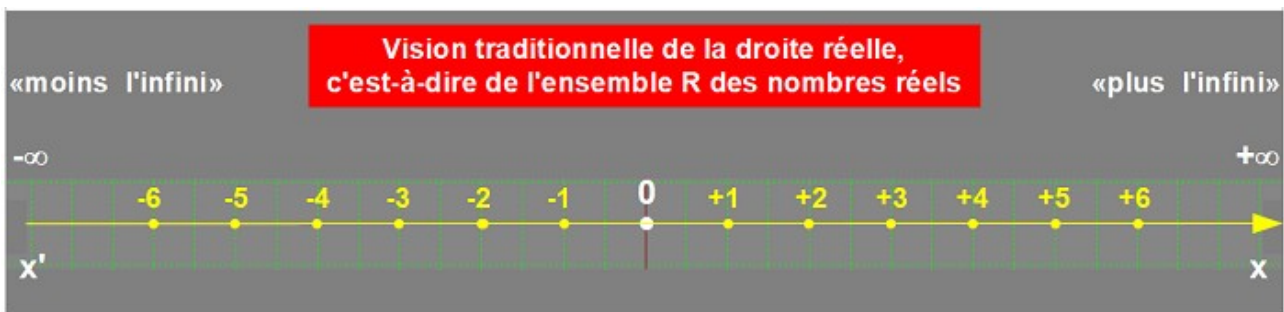 Vision traditionnelle de la droite réelle,
c'est-à-dire de l'ensemble R des nombres réels
«moins l'infini» «plus l'infini»
-∞ +∞
-6 -5 -4 -3 -2 -1 0 +1 +2 +3 +4 +5 +6
x' x